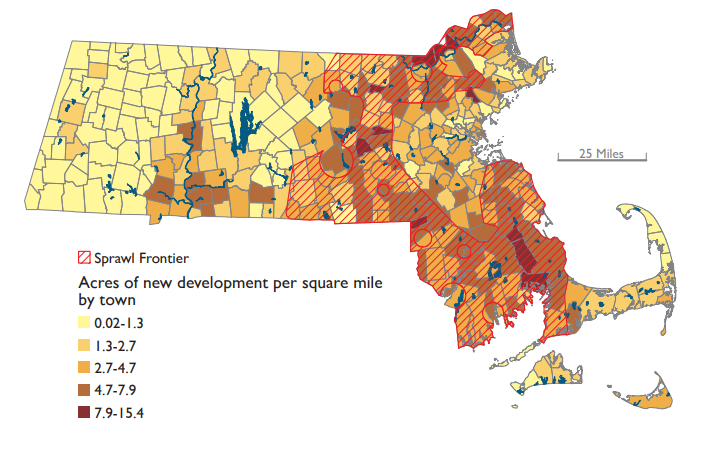 25 Miles
Sprawl Frontier
Acres of new development per square mile
by town
0.02-1.3
1.3-2.7
2.7-4.7
4.7-7.9
7.9-15.4